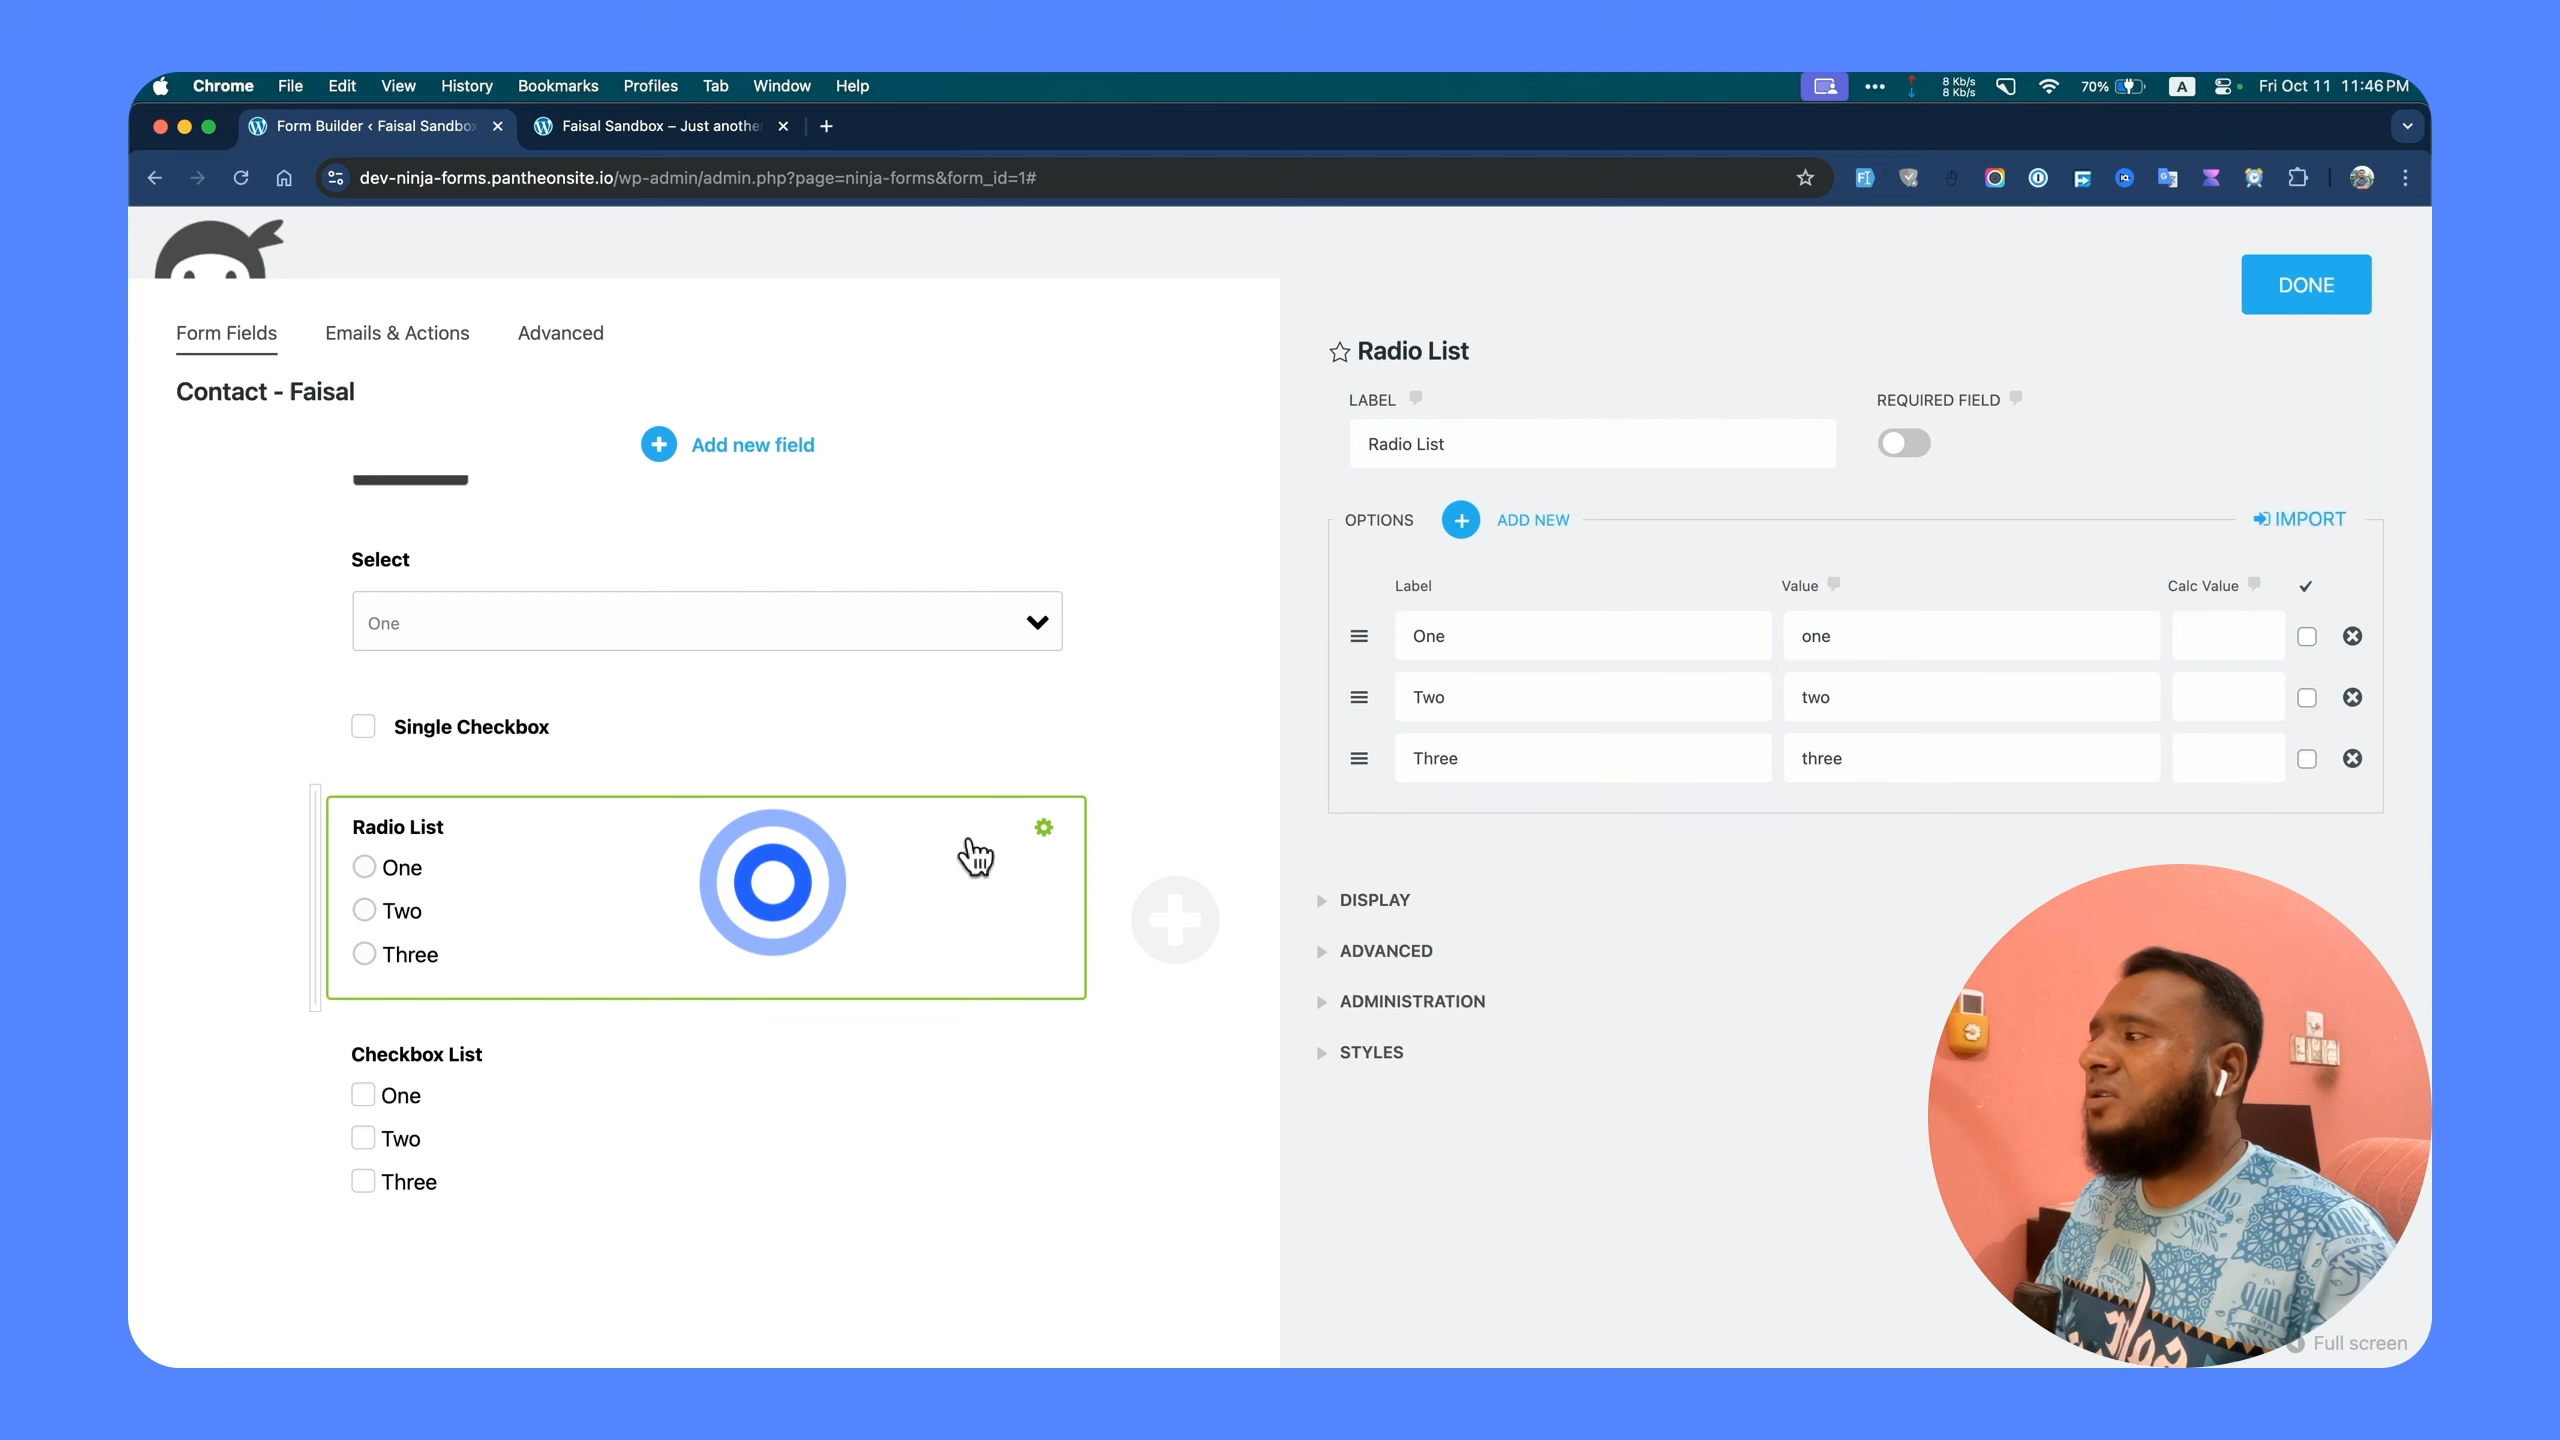 Chrome File Edit View History Bookmarks Profiles Tab Window Help
8 Kb/s
8 Kb/s
70% A Fri Oct 11 11:46 PM
Form Builder ‹ Faisal Sandbox
Faisal Sandbox – Just anothe
dev-ninja-forms.pantheonsite.io/wp-admin/admin.php?page=ninja-forms&form_id=1#
DONE
Form Fields Emails & Actions Advanced
Contact - Faisal
Add new field
Select
One
Single Checkbox
Radio List
One
Two
Three
Checkbox List
One
Two
Three
Radio List
LABEL REQUIRED FIELD
Radio List
OPTIONS ADD NEW IMPORT
Label Value Calc Value
One one
Two two
Three three
DISPLAY
ADVANCED
ADMINISTRATION
STYLES
Full screen